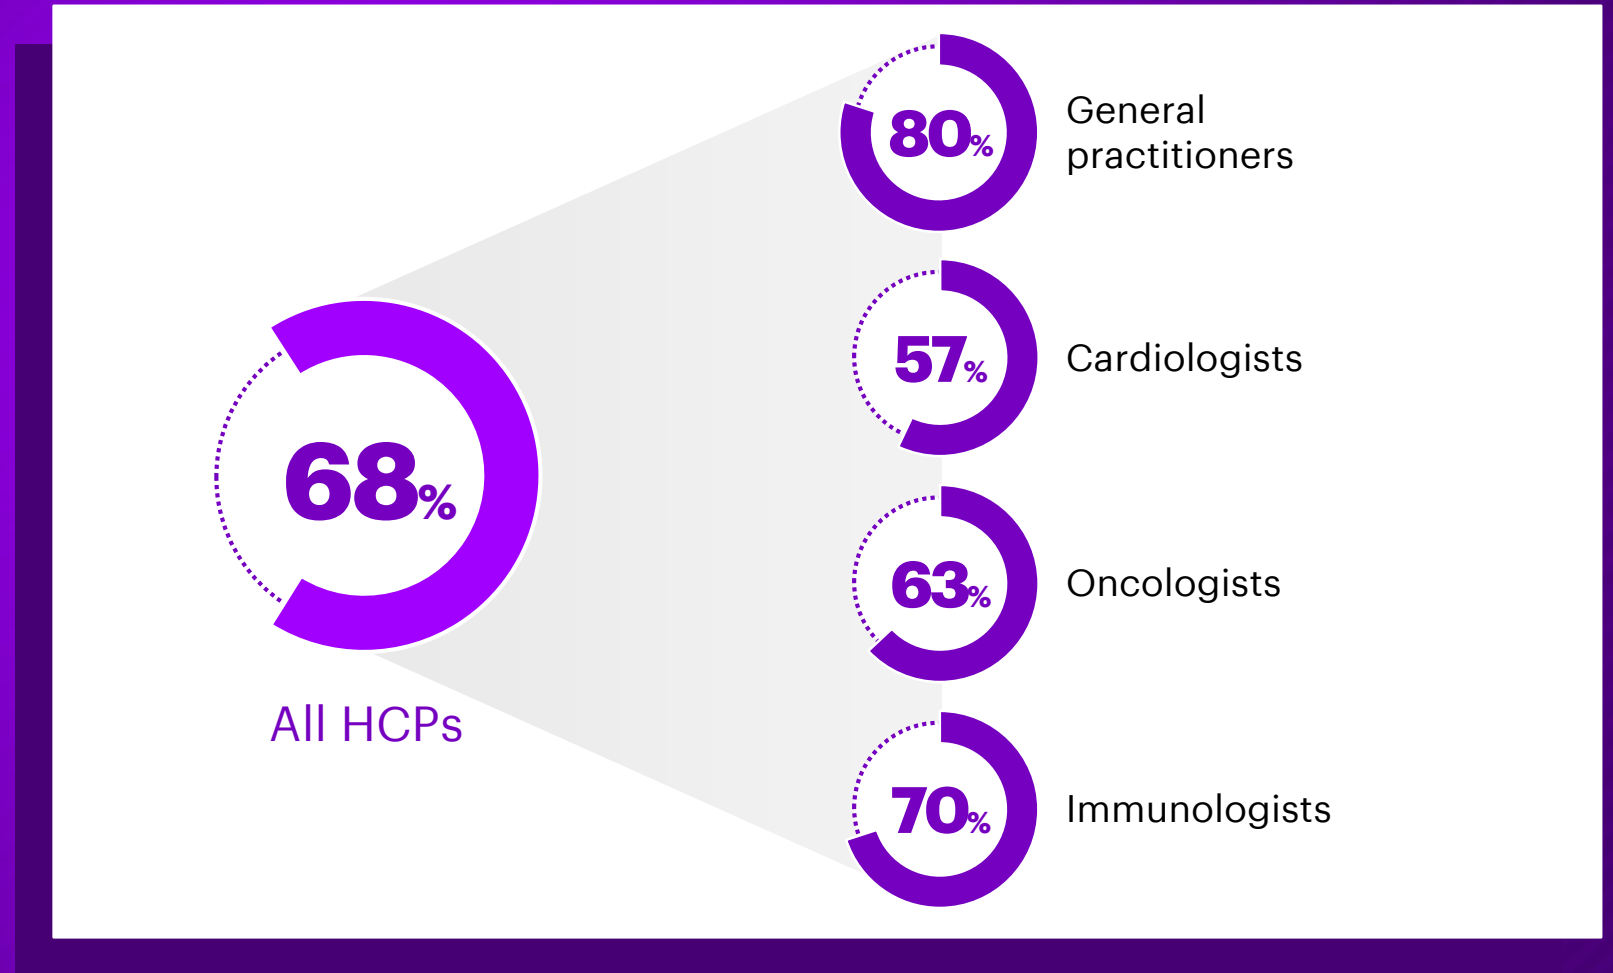 80%
General
practitioners
57%
Cardiologists
68%
All HCPs
63%
Oncologists
70%
Immunologists